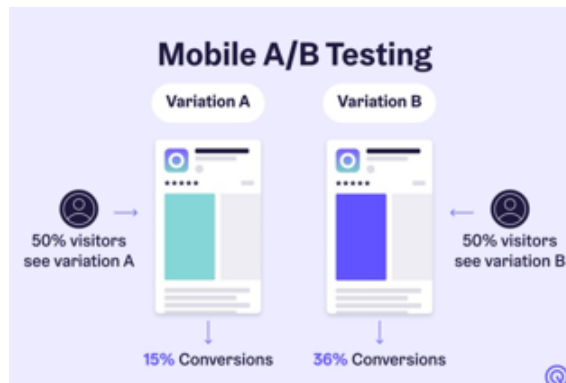 Mobile A/B Testing
Variation A
Variation B
50% visitors
see variation A
50% visitors
see variation B
15% Conversions
36% Conversions